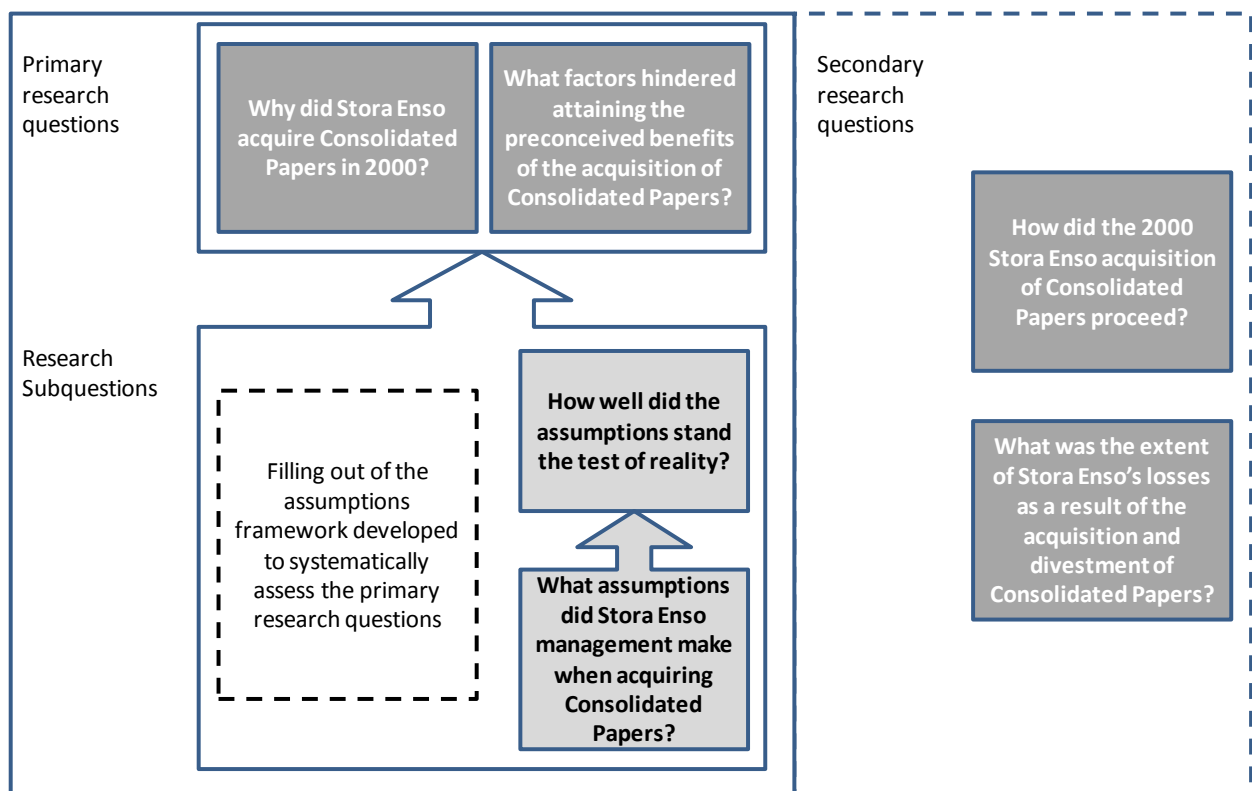 Primary
research
questions
Why did Stora Enso
acquire Consolidated
Papers in 2000?
What factors hindered
attaining the
preconceived benefits
of the acquisition of
Consolidated Papers?
Research
Subquestions
Filling out of the
assumptions
framework developed
to systematically
assess the primary
research questions
How well did the
assumptions stand
the test of reality?
What assumptions
did Stora Enso
management make
when acquiring
Consolidated
Papers?
Secondary
research
questions
How did the 2000
Stora Enso acquisition
of Consolidated
Papers proceed?
What was the extent
of Stora Enso’s losses
as a result of the
acquisition and
divestment of
Consolidated Papers?